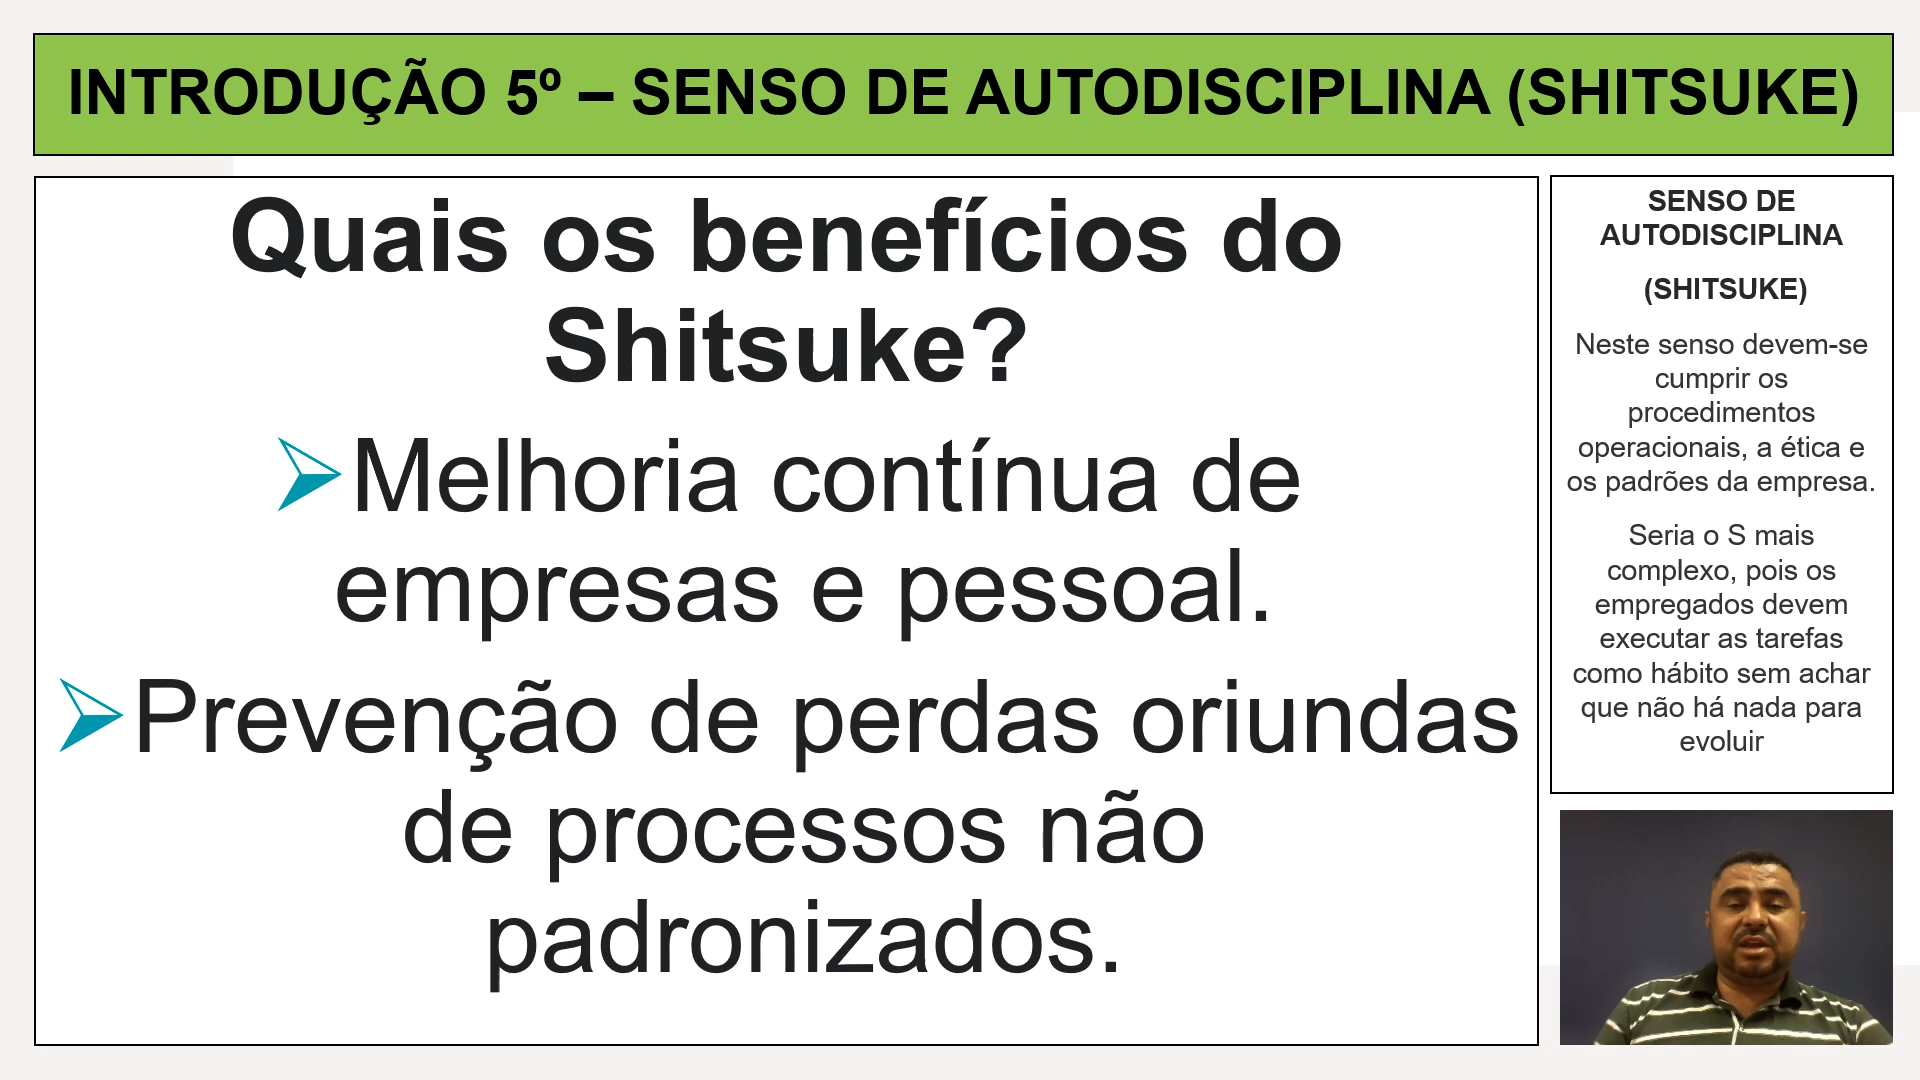 INTRODUÇÃO 5º – SENSO DE AUTODISCIPLINA (SHITSUKE)
Quais os benefícios do
Shitsuke?
Melhoria contínua de
empresas e pessoal.
Prevenção de perdas oriundas
de processos não
padronizados.
SENSO DE
AUTODISCIPLINA
(SHITSUKE)
Neste senso devem-se
cumprir os
procedimentos
operacionais, a ética e
os padrões da empresa.
Seria o S mais
complexo, pois os
empregados devem
executar as tarefas
como hábito sem achar
que não há nada para
evoluir